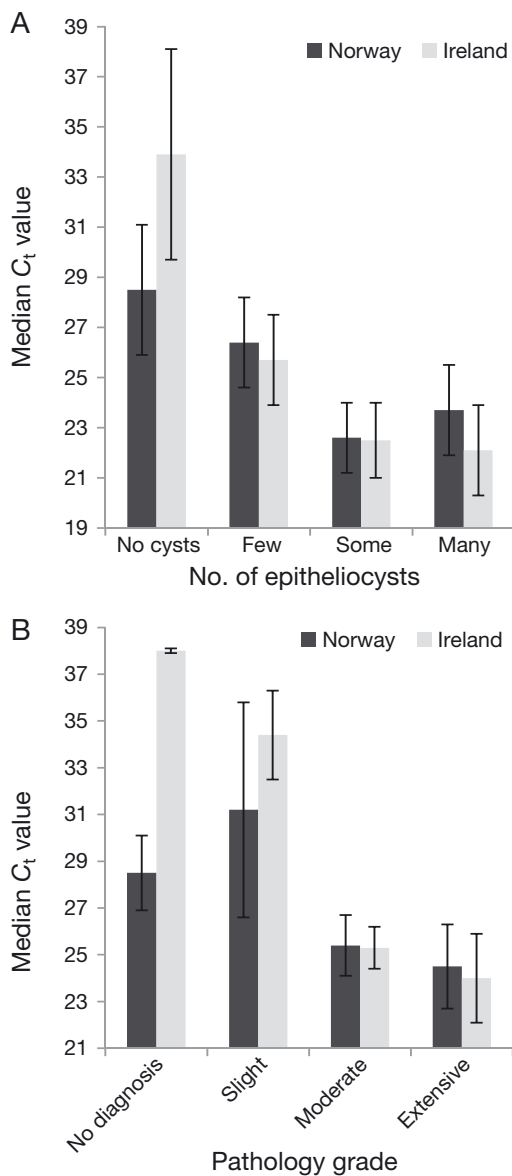 A
39
37
35
33
31
29
27
25
23
21
19
Median Ct value
Norway Ireland
No cysts Few Some Many
No. of epitheliocysts
B
39
37
35
33
31
29
27
25
23
21
Median Ct value
Norway Ireland
No diagnosis Slight Moderate Extensive
Pathology grade